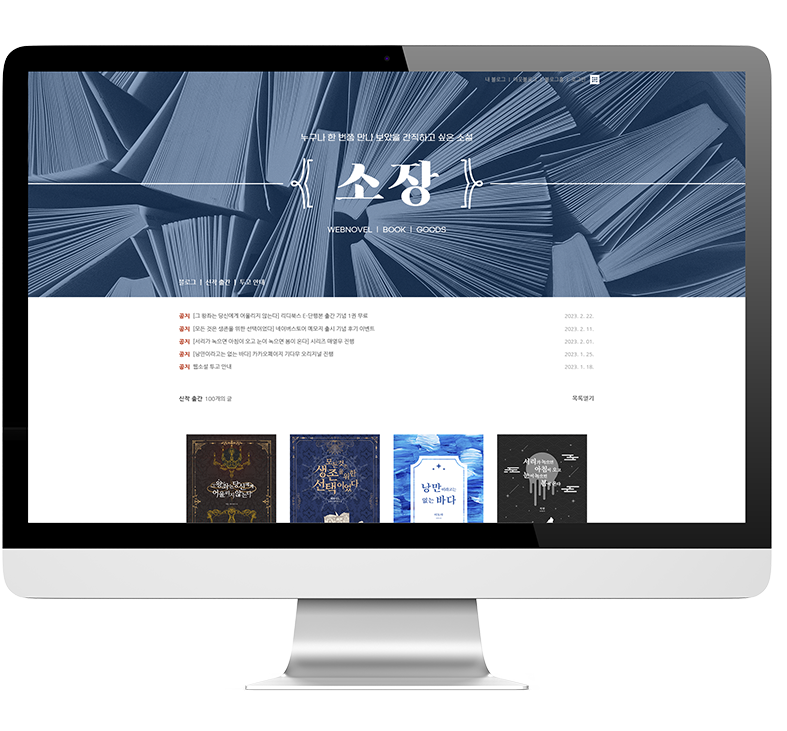 내 블로그 | 이웃블로그 | 블로그홈 | 로그인
누구나 한 번쯤 만나 보았을 간직하고 싶은 소설
소장
WEBNOVEL | BOOK | GOODS
블로그 | 신작 출간 | 투고 안내
공지 [그 왕좌는 당신에게 어울리지 않는다] 리디북스 E-단행본 출간 기념 1권 무료 2023. 2. 22.
공지 [모든 것은 생존을 위한 선택이었다] 네이버스토어 메모지 출시 기념 후기 이벤트 2023. 2. 11.
공지 [서리가 녹으면 아침이 오고 눈이 녹으면 봄이 온다] 시리즈 매열무 진행 2023. 2. 01.
공지 [낭만이라고는 없는 바다] 카카오페이지 기다무 오리지널 진행 2023. 1. 25.
공지 웹소설 투고 안내 2023. 1. 18.
신작 출간 100개의 글 목록열기
그 왕좌는 당신에게
어울리지 않는다
모든 것은
생존을 위한
선택이었다
낭만이라고는
없는 바다
서리가 녹으면
아침이 오고
눈이 녹으면
봄이 온다